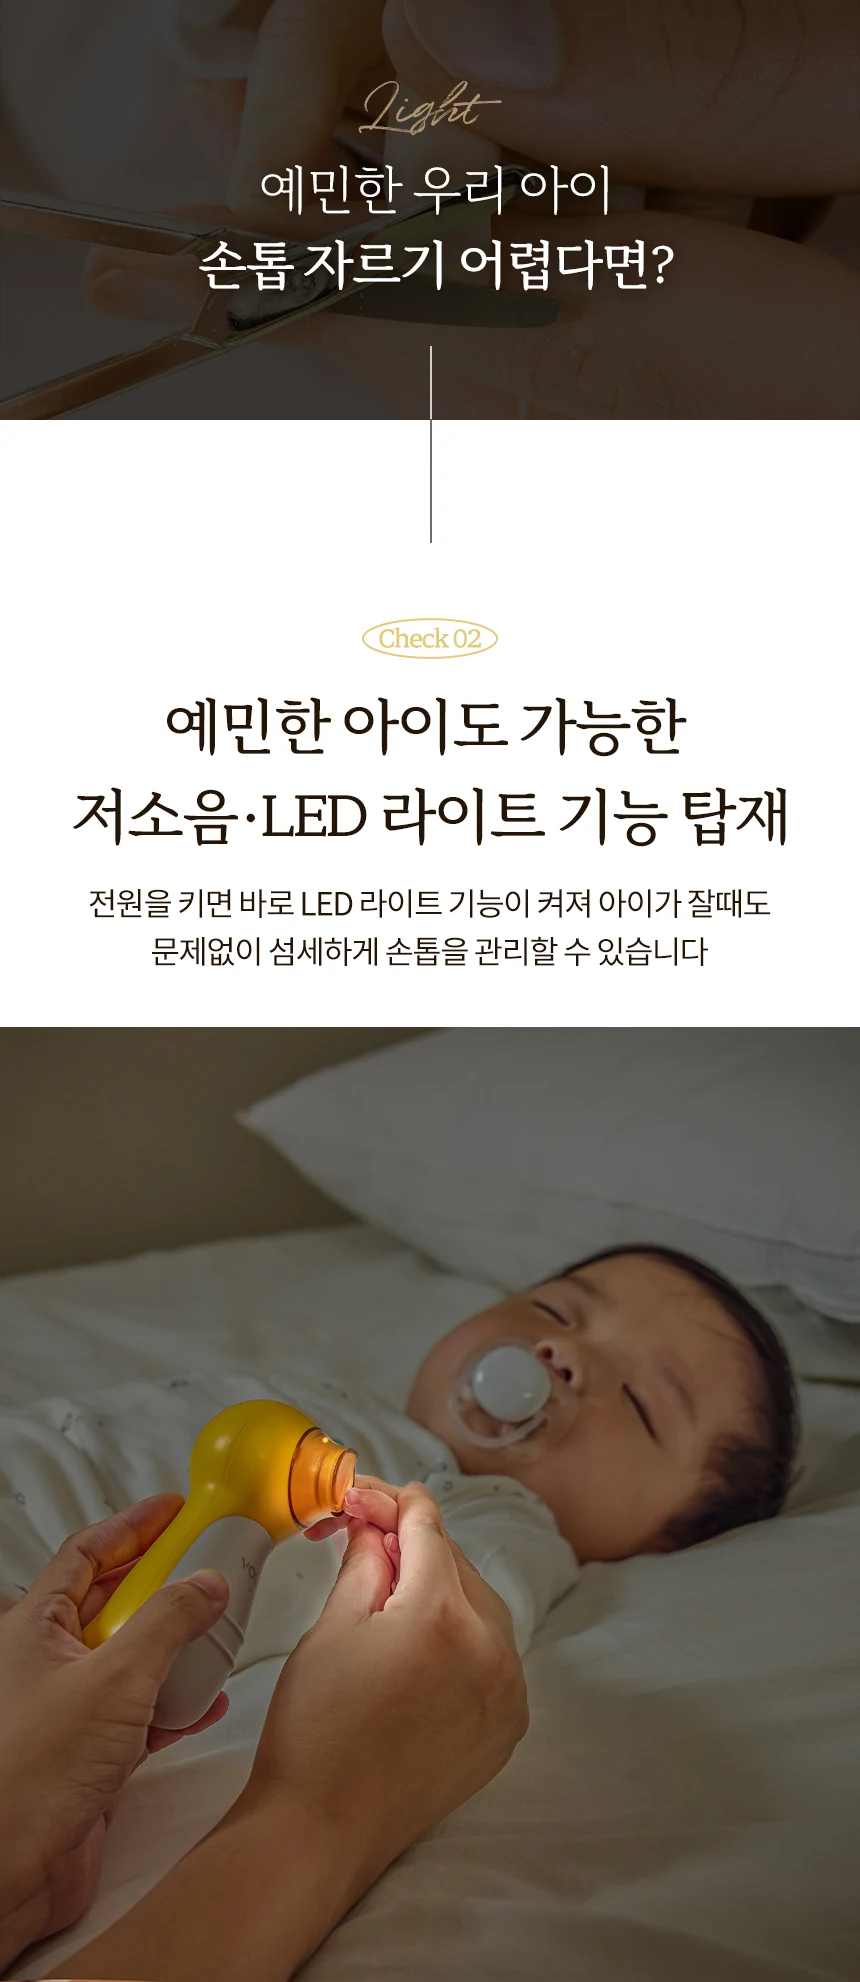 Light
예민한 우리 아이
손톱 자르기 어렵다면?
Check 02
예민한 아이도 가능한
저소음·LED 라이트 기능 탑재
전원을 키면 바로 LED 라이트 기능이 켜져 아이가 잘때도
문제없이 섬세하게 손톱을 관리할 수 있습니다